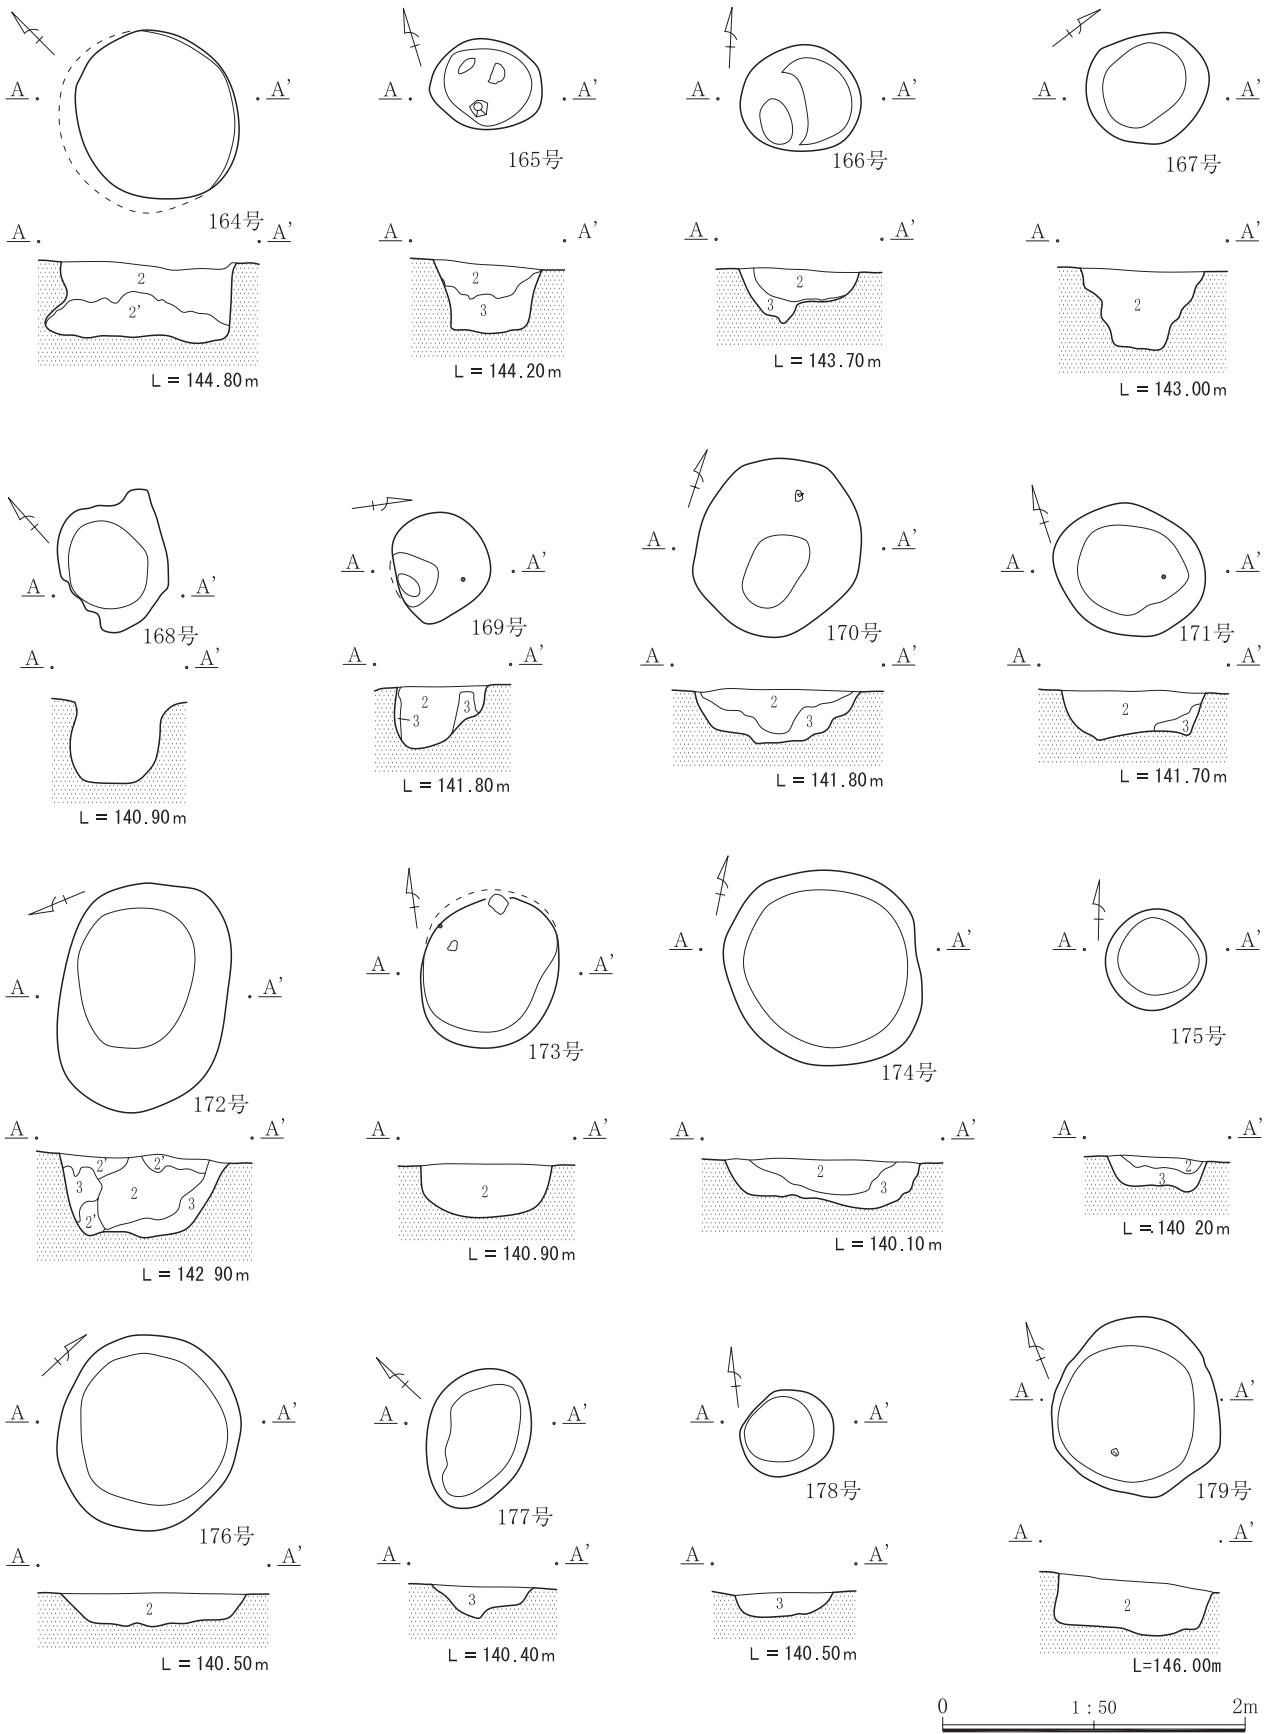 A A' 164号
A A'
2
2'
L = 144.80m
A A' 165号
A A'
2
3
L = 144.20m
A A' 166号
A A'
2
3
L = 143.70m
A A' 167号
A A'
2
L = 143.00m
A A' 168号
A A'
L = 140.90m
A A' 169号
A A'
2 3
3
L = 141.80m
A A' 170号
A A'
2
3
L = 141.80m
A A' 171号
A A'
2
3
L = 141.70m
A A' 172号
A A'
2' 2'
3 2
3
2'
L = 142 90m
A A' 173号
A A'
2
L = 140.90m
A A' 174号
A A'
2
3
L = 140.10m
A A' 175号
A A'
2
3
L = 140 20m
A A' 176号
A A'
2
L = 140.50m
A A' 177号
A A'
3
L = 140.40m
A A' 178号
A A'
3
L = 140.50m
A A' 179号
A A'
2
L=146.00m
0 1 : 50 2m